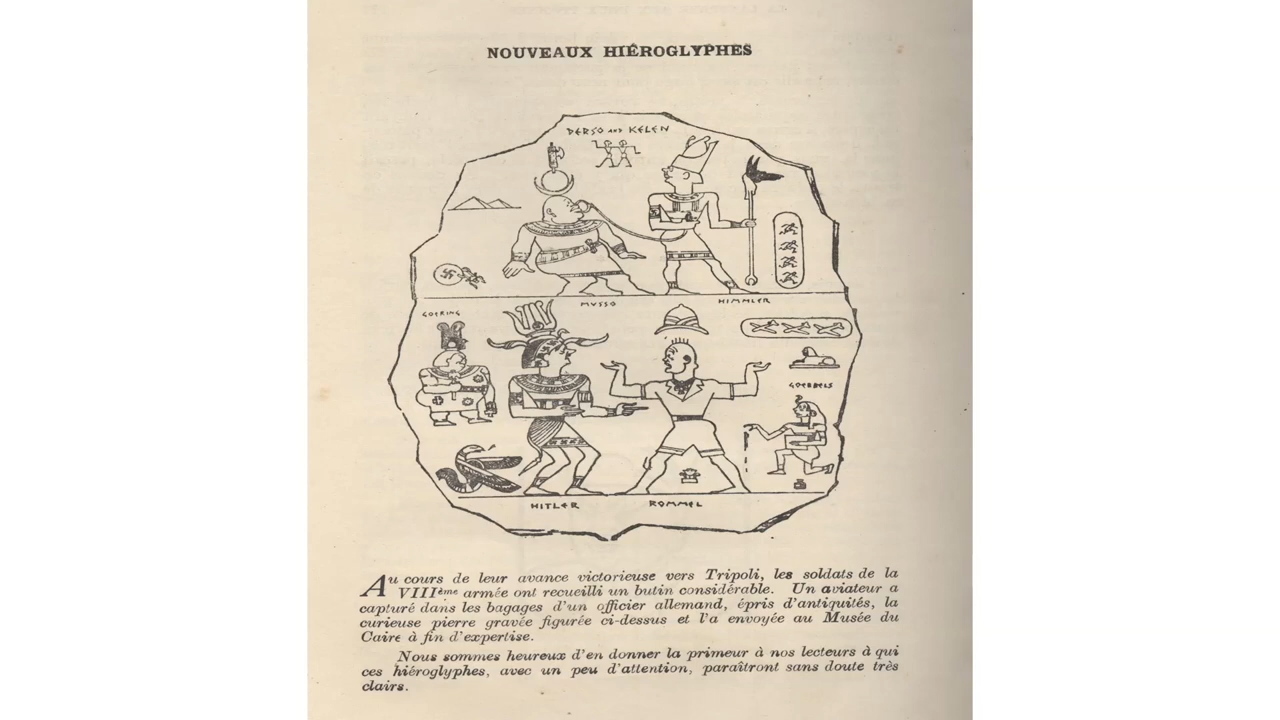 NOUVEAUX HIÉROGLYPHES
DERSO AND KELEN
MUSSO
HIMMLER
GOERING
GOEBBELS
HITLER
ROMMEL
Au cours de leur avance victorieuse vers Tripoli, les soldats de la
VIIIème armée ont recueilli un butin considérable. Un aviateur a
capturé dans les bagages d'un officier allemand, épris d'antiquités, la
curieuse pierre gravée figurée ci-dessus et l'a envoyée au Musée du
Caire à fin d'expertise.
Nous sommes heureux d'en donner la primeur à nos lecteurs à qui
ces hiéroglyphes, avec un peu d'attention, paraîtront sans doute très
clairs.